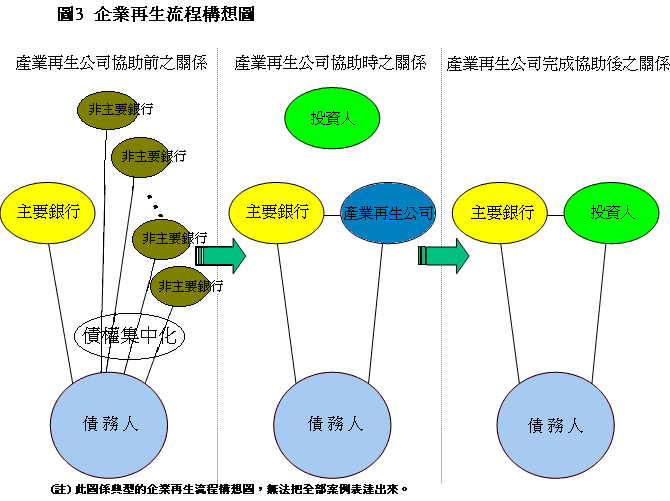 圖3 企業再生流程構想圖
產業再生公司協助前之關係
產業再生公司協助時之關係
產業再生公司完成協助後之關係
非主要銀行
非主要銀行
非主要銀行
非主要銀行
主要銀行
債權集中化
債務人
投資人
主要銀行
產業再生公司
債務人
主要銀行
投資人
債務人
(註) 此圖係典型的企業再生流程構想圖，無法把全部案例表達出來。